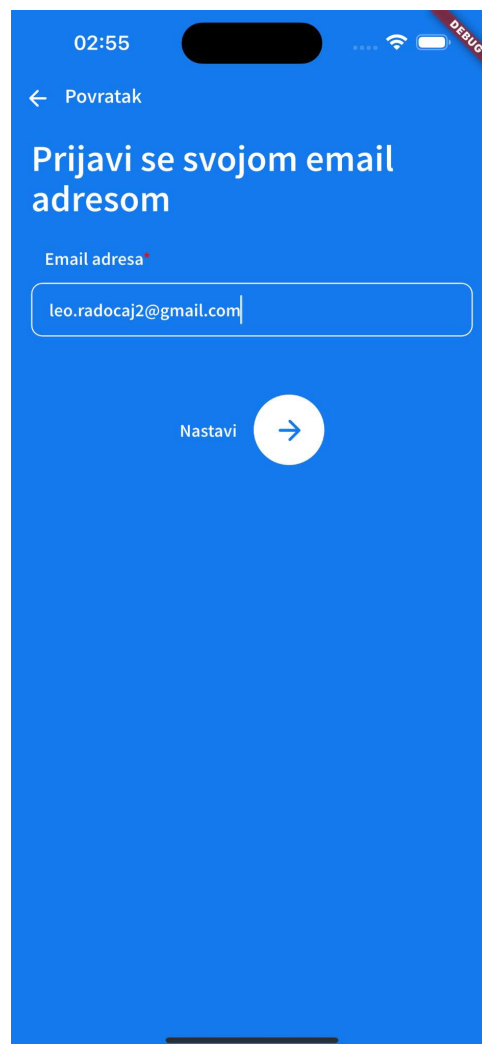 02:55
DEBUG
Povratak
Prijavi se svojom email
adresom
Email adresa*
leo.radocaj2@gmail.com
Nastavi